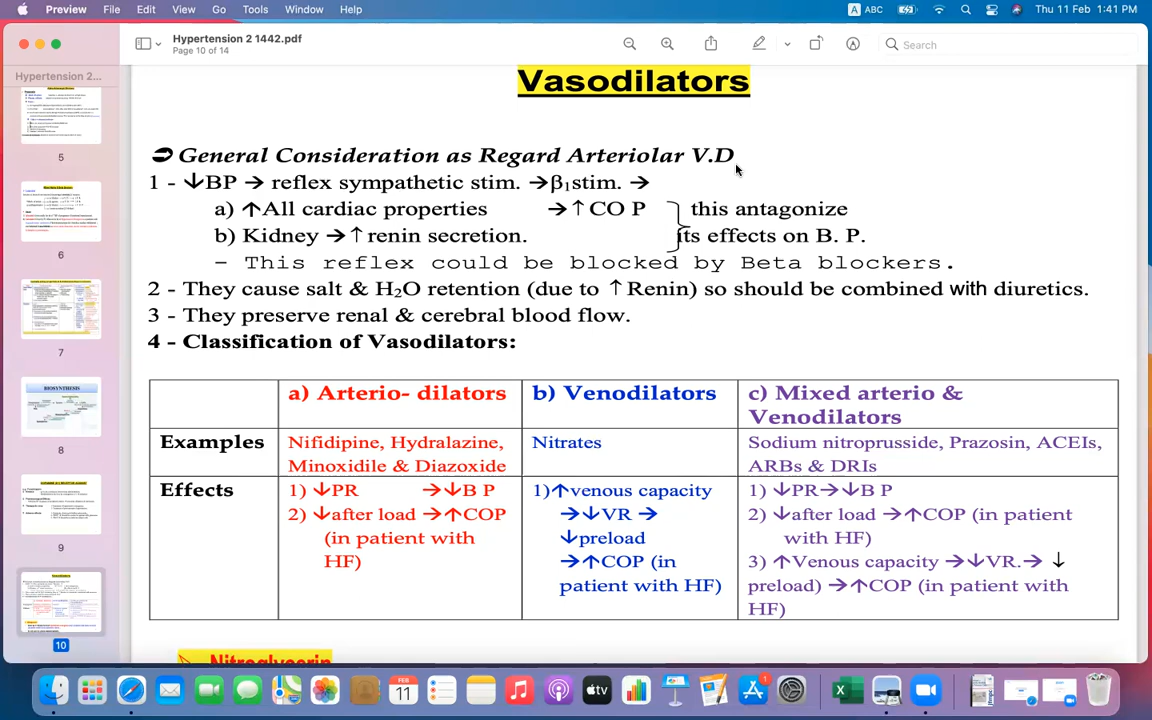 Preview File Edit View Go Tools Window Help A ABC Thu 11 Feb 1:41 PM
Hypertension 2 1442.pdf
Page 10 of 14
Search
Hypertension 2...
5
6
7
BIOSYNTHESIS
8
9
10
Vasodilators
➲ General Consideration as Regard Arteriolar V.D
1 - ↓BP → reflex sympathetic stim. →β₁stim. →
a) ↑All cardiac properties →↑CO P this antagonize
b) Kidney →↑renin secretion. its effects on B. P.
– This reflex could be blocked by Beta blockers.
2 - They cause salt & H₂O retention (due to ↑Renin) so should be combined with diuretics.
3 - They preserve renal & cerebral blood flow.
4 - Classification of Vasodilators:
a) Arterio- dilators b) Venodilators c) Mixed arterio &
Venodilators
Examples Nifidipine, Hydralazine, Nitrates Sodium nitroprusside, Prazosin, ACEIs,
Minoxidile & Diazoxide ARBs & DRIs
Effects 1) ↓PR →↓B P 1)↑venous capacity 1) ↓PR→↓B P
2) ↓after load →↑COP →↓VR → 2) ↓after load →↑COP (in patient
(in patient with ↓preload with HF)
HF) →↑COP (in 3) ↑Venous capacity →↓VR.→ ↓
patient with HF) preload) →↑COP (in patient with
HF)
➢ Nitroglycerin
FEB
11
tv
1